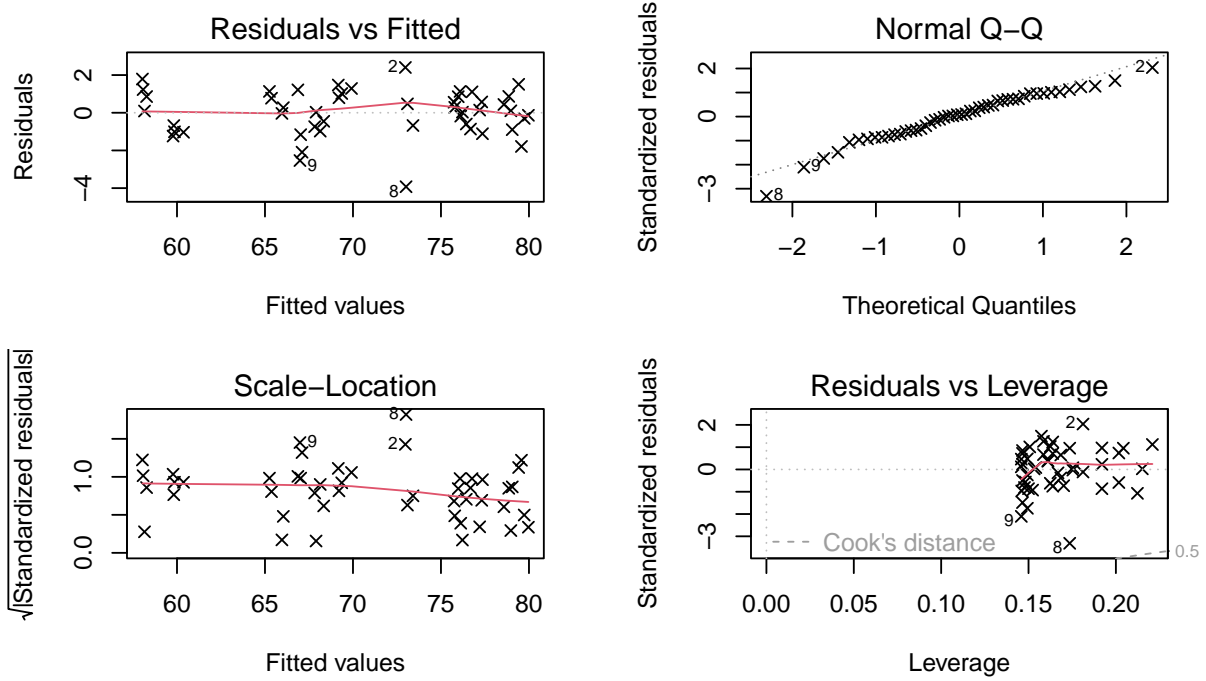 Residuals vs Fitted
Residuals
2
0
−4
2
9
8
60 65 70 75 80
Fitted values
Normal Q−Q
Standardized residuals
2
0
−3
2
9
8
−2 −1 0 1 2
Theoretical Quantiles
Scale−Location
√|Standardized residuals|
1.0
0.0
8
9
2
60 65 70 75 80
Fitted values
Residuals vs Leverage
Standardized residuals
2
0
−3
2
9
8
Cook's distance
0.5
0.00 0.05 0.10 0.15 0.20
Leverage